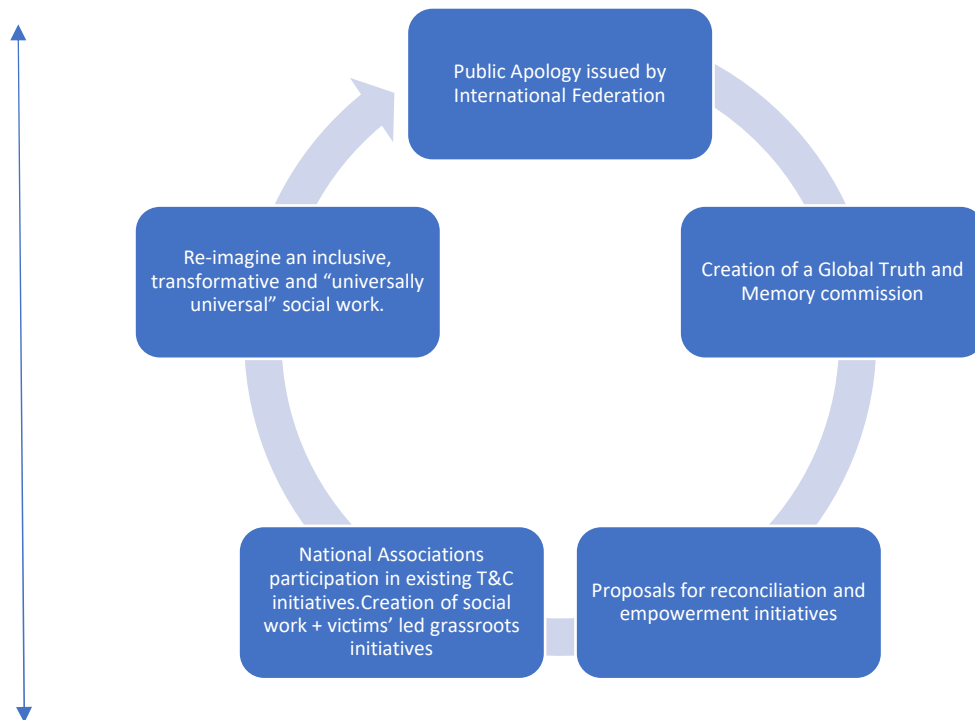 Public Apology issued by
International Federation
Creation of a Global Truth and
Memory commission
Proposals for reconciliation and
empowerment initiatives
National Associations
participation in existing T&C
initiatives.Creation of social
work + victims’ led grassroots
initiatives
Re-imagine an inclusive,
transformative and “universally
universal” social work.